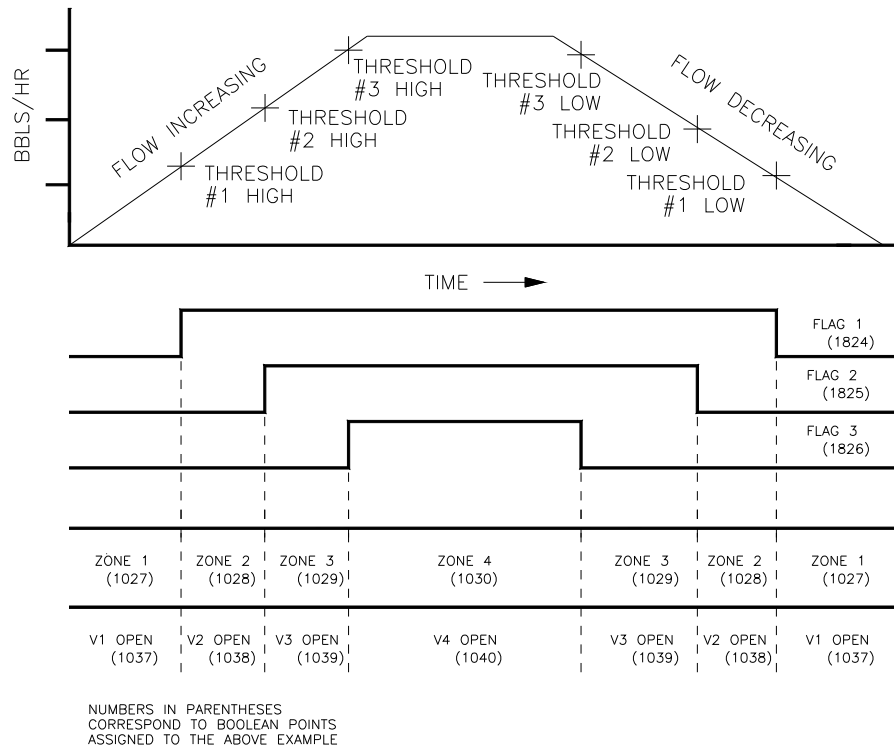 BBLS/HR
FLOW INCREASING
THRESHOLD
#1 HIGH
THRESHOLD
#2 HIGH
THRESHOLD
#3 HIGH
THRESHOLD
#3 LOW
THRESHOLD
#2 LOW
THRESHOLD
#1 LOW
FLOW DECREASING
TIME
FLAG 1
(1824)
FLAG 2
(1825)
FLAG 3
(1826)
ZONE 1
(1027)
ZONE 2
(1028)
ZONE 3
(1029)
ZONE 4
(1030)
ZONE 3
(1029)
ZONE 2
(1028)
ZONE 1
(1027)
V1 OPEN
(1037)
V2 OPEN
(1038)
V3 OPEN
(1039)
V4 OPEN
(1040)
V3 OPEN
(1039)
V2 OPEN
(1038)
V1 OPEN
(1037)
NUMBERS IN PARENTHESES
CORRESPOND TO BOOLEAN POINTS
ASSIGNED TO THE ABOVE EXAMPLE